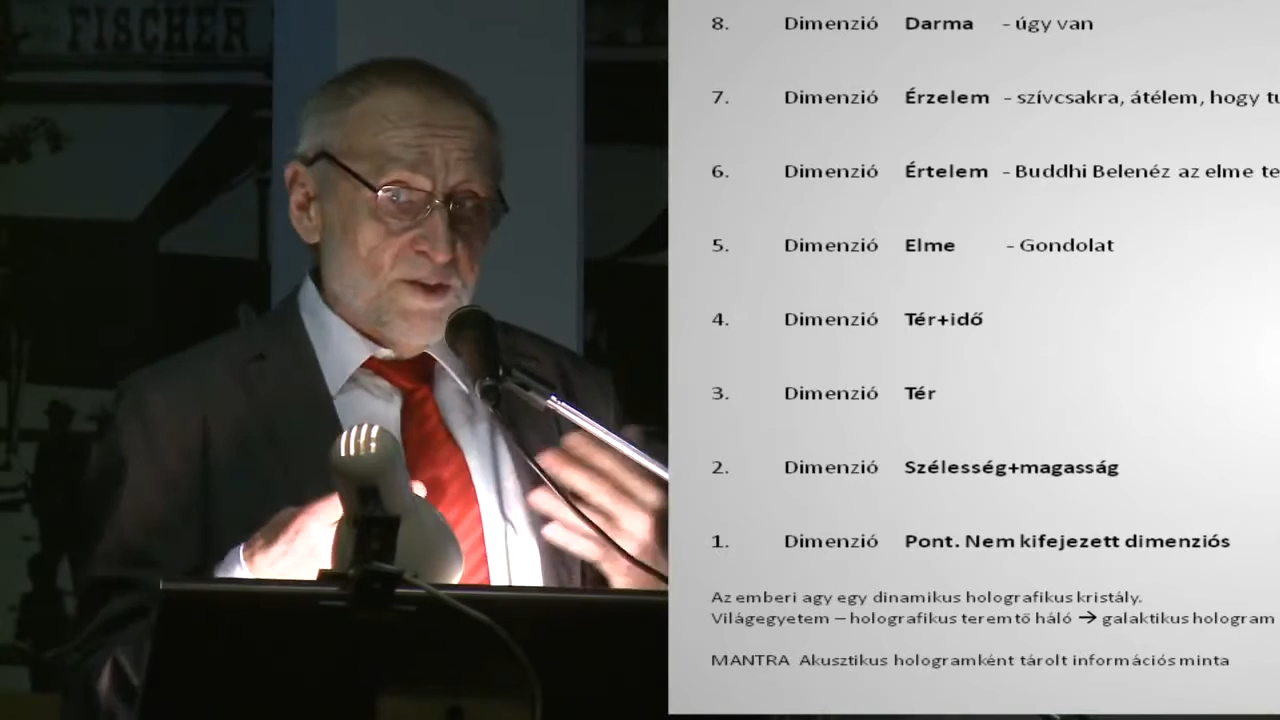 FISCHER
8. Dimenzió Darma - úgy van
7. Dimenzió Érzelem - szívcsakra, átélem, hogy
6. Dimenzió Értelem - Buddhi Belenéz az elme
5. Dimenzió Elme - Gondolat
4. Dimenzió Tér+idő
3. Dimenzió Tér
2. Dimenzió Szélesség+magasság
1. Dimenzió Pont. Nem kifejezett dimenziós
Az emberi agy egy dinamikus holografikus kristály.
Világegyetem – holografikus teremtő háló → galaktikus hologram
MANTRA Akusztikus hologramként tárolt információs minta